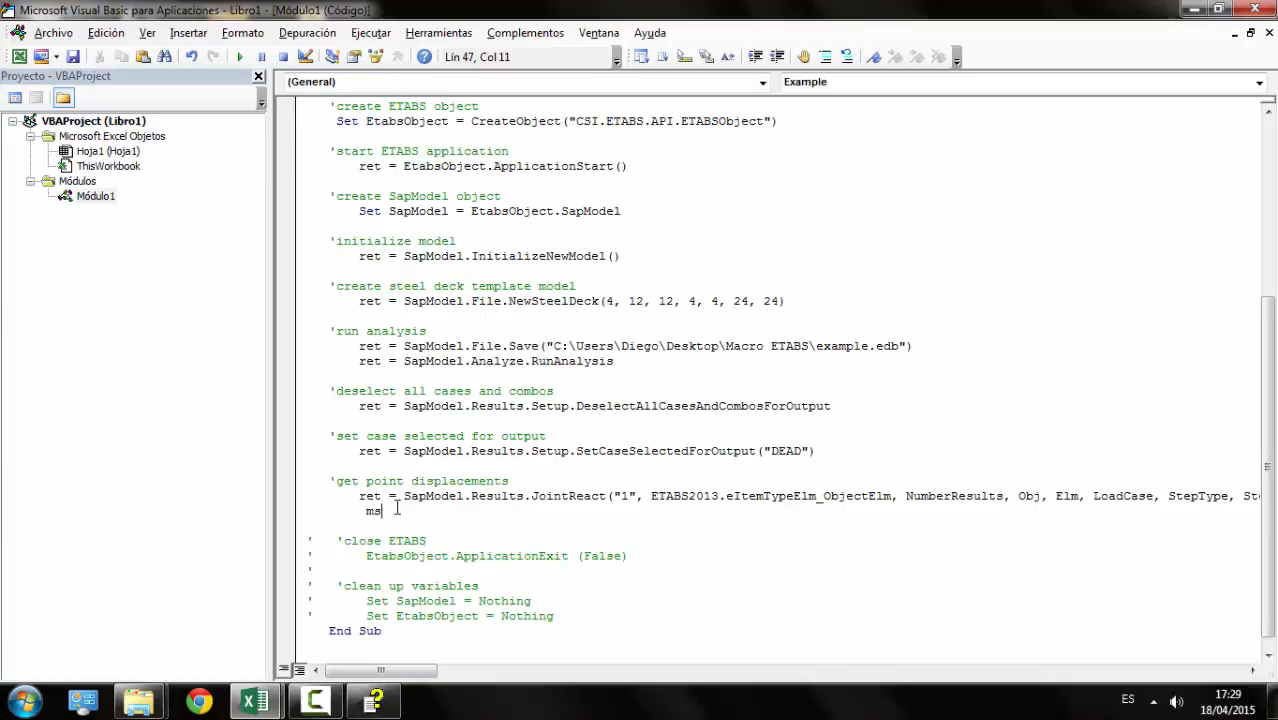 Microsoft Visual Basic para Aplicaciones - Libro1 - [Módulo1 (Código)]
Archivo Edición Ver Insertar Formato Depuración Ejecutar Herramientas Complementos Ventana Ayuda
Lín 47, Col 11
Proyecto - VBAProject
(General) Example
VBAProject (Libro1)
Microsoft Excel Objetos
Hoja1 (Hoja1)
ThisWorkbook
Módulos
Módulo1
'create ETABS object
Set EtabsObject = CreateObject("CSI.ETABS.API.ETABSObject")
'start ETABS application
ret = EtabsObject.ApplicationStart()
'create SapModel object
Set SapModel = EtabsObject.SapModel
'initialize model
ret = SapModel.InitializeNewModel()
'create steel deck template model
ret = SapModel.File.NewSteelDeck(4, 12, 12, 4, 4, 24, 24)
'run analysis
ret = SapModel.File.Save("C:\Users\Diego\Desktop\Macro ETABS\example.edb")
ret = SapModel.Analyze.RunAnalysis
'deselect all cases and combos
ret = SapModel.Results.Setup.DeselectAllCasesAndCombosForOutput
'set case selected for output
ret = SapModel.Results.Setup.SetCaseSelectedForOutput("DEAD")
'get point displacements
ret = SapModel.Results.JointReact("1", ETABS2013.eItemTypeElm_ObjectElm, NumberResults, Obj, Elm, LoadCase, StepType, Ste
ms
' 'close ETABS
' EtabsObject.ApplicationExit (False)
'
' 'clean up variables
' Set SapModel = Nothing
' Set EtabsObject = Nothing
End Sub
ES
17:29
18/04/2015